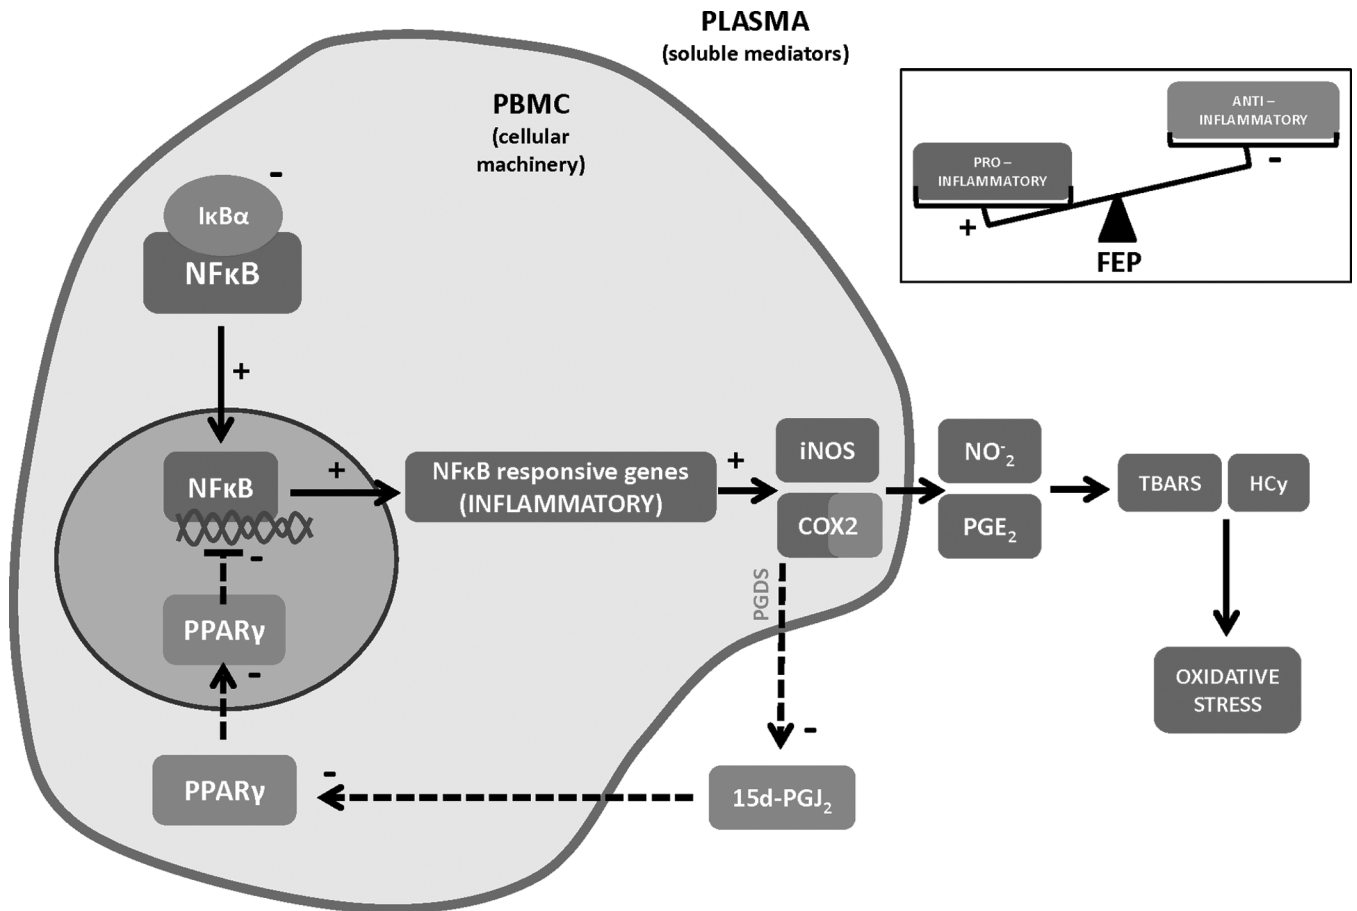 PLASMA
(soluble mediators)
PBMC
(cellular
machinery)
ANTI –
INFLAMMATORY
-
PRO –
INFLAMMATORY
+
FEP
-
IκBα
NFκB
+
NFκB
+
NFκB responsive genes
(INFLAMMATORY)
+
iNOS
COX2
NO⁻₂
PGE₂
TBARS
HCy
-
PPARγ
-
PGDS
-
OXIDATIVE
STRESS
PPARγ
-
15d-PGJ₂